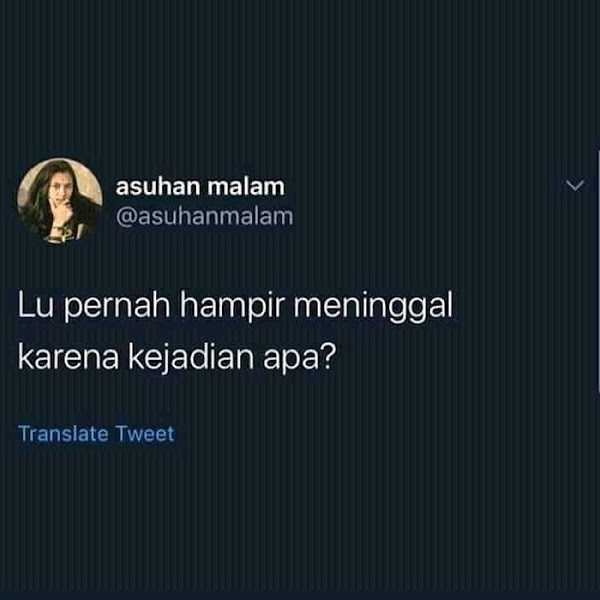 asuhan malam
@asuhanmalam
Lu pernah hampir meninggal
karena kejadian apa?
Translate Tweet